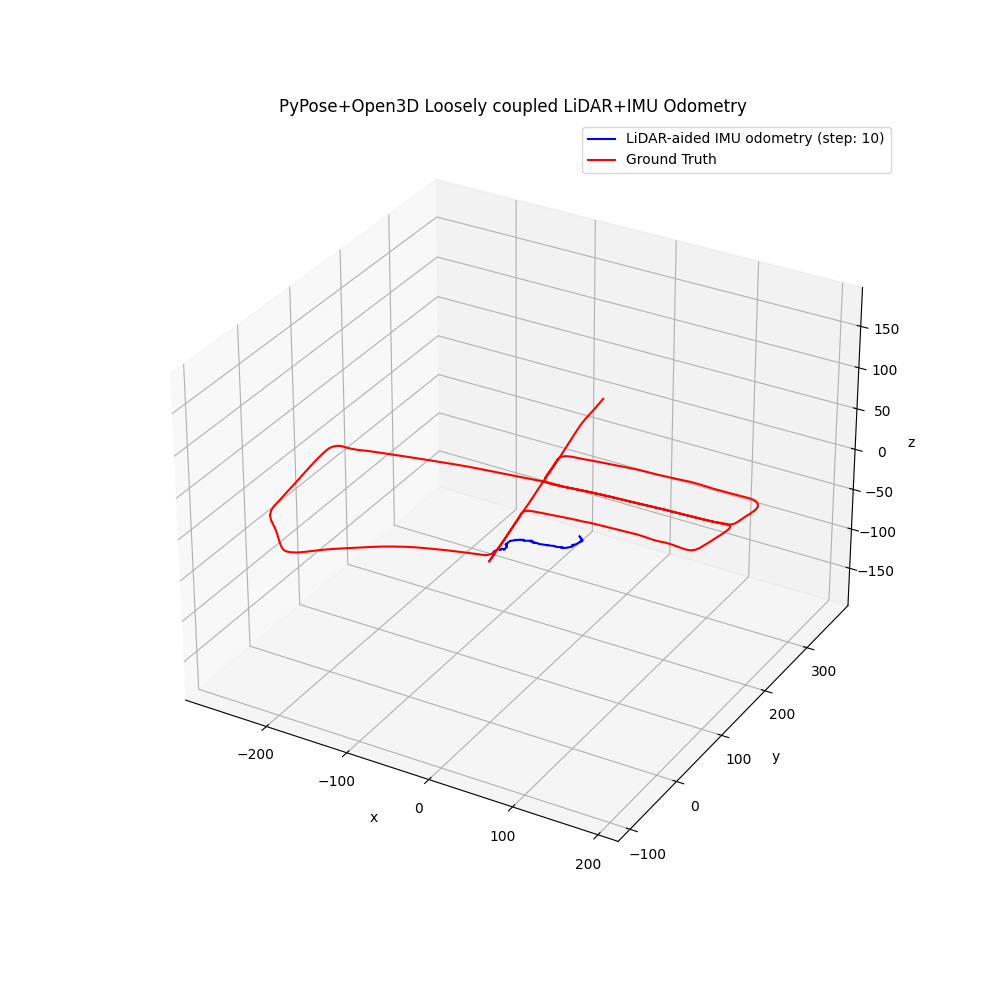 PyPose+Open3D Loosely coupled LiDAR+IMU Odometry
LiDAR-aided IMU odometry (step: 10)
Ground Truth
150
100
50
0
−50
−100
−150
z
300
200
100
0
−100
y
−200
−100
0
100
200
x